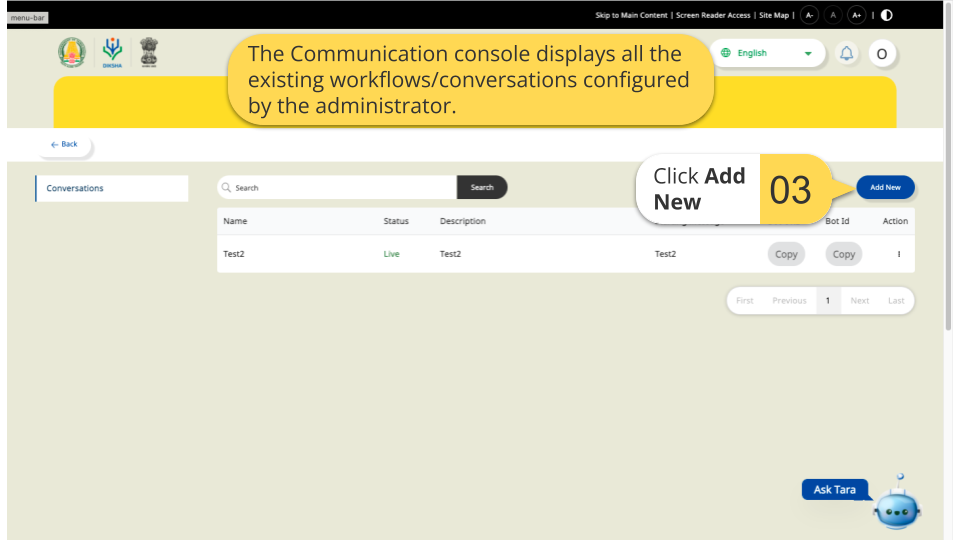 menu-bar
Skip to Main Content | Screen Reader Access | Site Map | A- A A+ |
DIKSHA
The Communication console displays all the
existing workflows/conversations configured
by the administrator.
English
O
← Back
Conversations
Search Search
Click Add
New
03
Add New
Name Status Description Bot Id Action
Test2 Live Test2 Test2 Copy Copy
First Previous 1 Next Last
Ask Tara